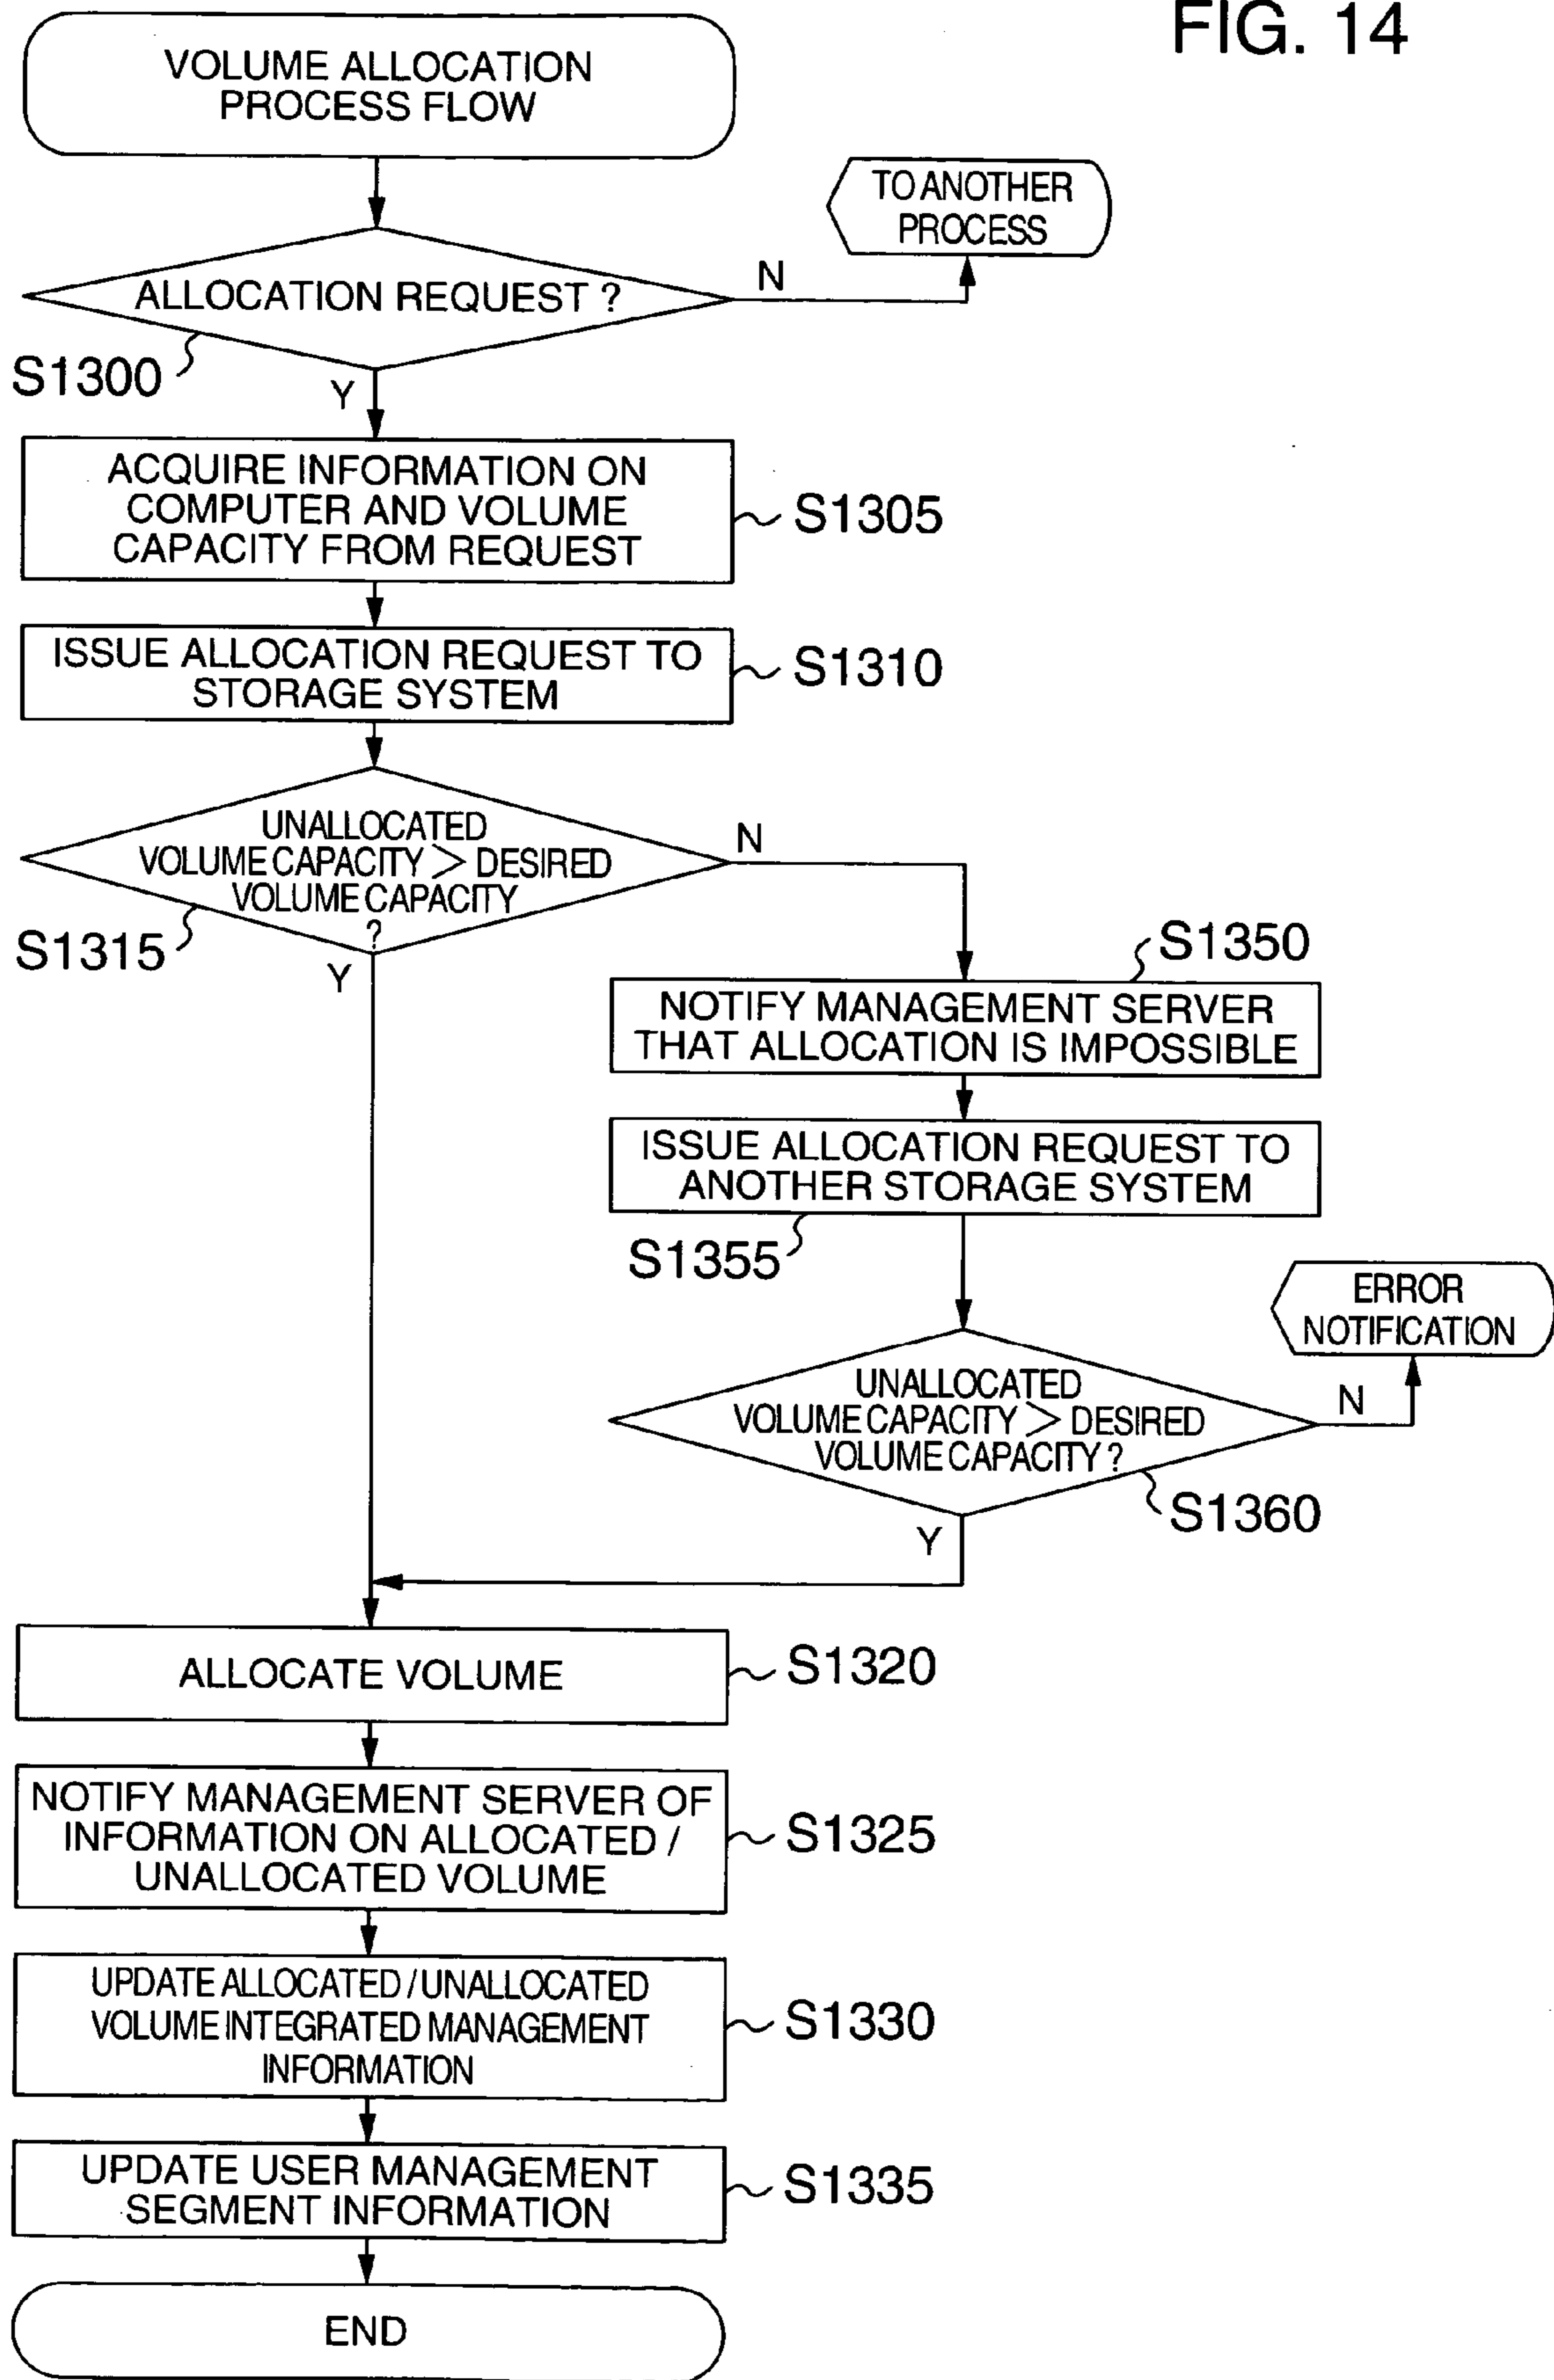 FIG. 14
VOLUME ALLOCATION
PROCESS FLOW
TO ANOTHER
PROCESS
ALLOCATION REQUEST ?
N
S1300
Y
ACQUIRE INFORMATION ON
COMPUTER AND VOLUME
CAPACITY FROM REQUEST
S1305
ISSUE ALLOCATION REQUEST TO
STORAGE SYSTEM
S1310
UNALLOCATED
VOLUME CAPACITY > DESIRED
VOLUME CAPACITY
?
N
S1315
Y
S1350
NOTIFY MANAGEMENT SERVER
THAT ALLOCATION IS IMPOSSIBLE
ISSUE ALLOCATION REQUEST TO
ANOTHER STORAGE SYSTEM
S1355
ERROR
NOTIFICATION
UNALLOCATED
VOLUME CAPACITY > DESIRED
VOLUME CAPACITY ?
N
S1360
Y
ALLOCATE VOLUME
S1320
NOTIFY MANAGEMENT SERVER OF
INFORMATION ON ALLOCATED /
UNALLOCATED VOLUME
S1325
UPDATE ALLOCATED / UNALLOCATED
VOLUME INTEGRATED MANAGEMENT
INFORMATION
S1330
UPDATE USER MANAGEMENT
SEGMENT INFORMATION
S1335
END